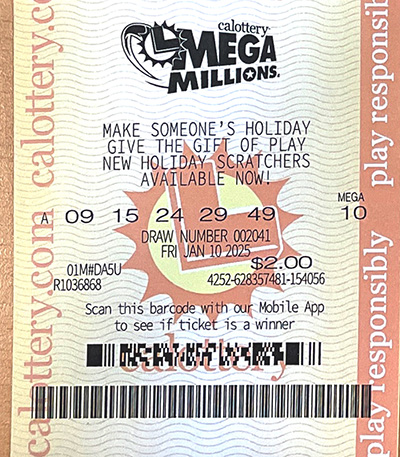 calottery
MEGA
MILLIONS
MAKE SOMEONE'S HOLIDAY
GIVE THE GIFT OF PLAY
NEW HOLIDAY SCRATCHERS
AVAILABLE NOW!
MEGA
A 09 15 24 29 49 10
DRAW NUMBER 002041
FRI JAN 10 2025
$2.00
01M#DA5U
R1036868 4252-628357481-154056
Scan this barcode with our Mobile App
to see if ticket is a winner
calottery
calottery.com calottery.co
play responsibly play responsibly